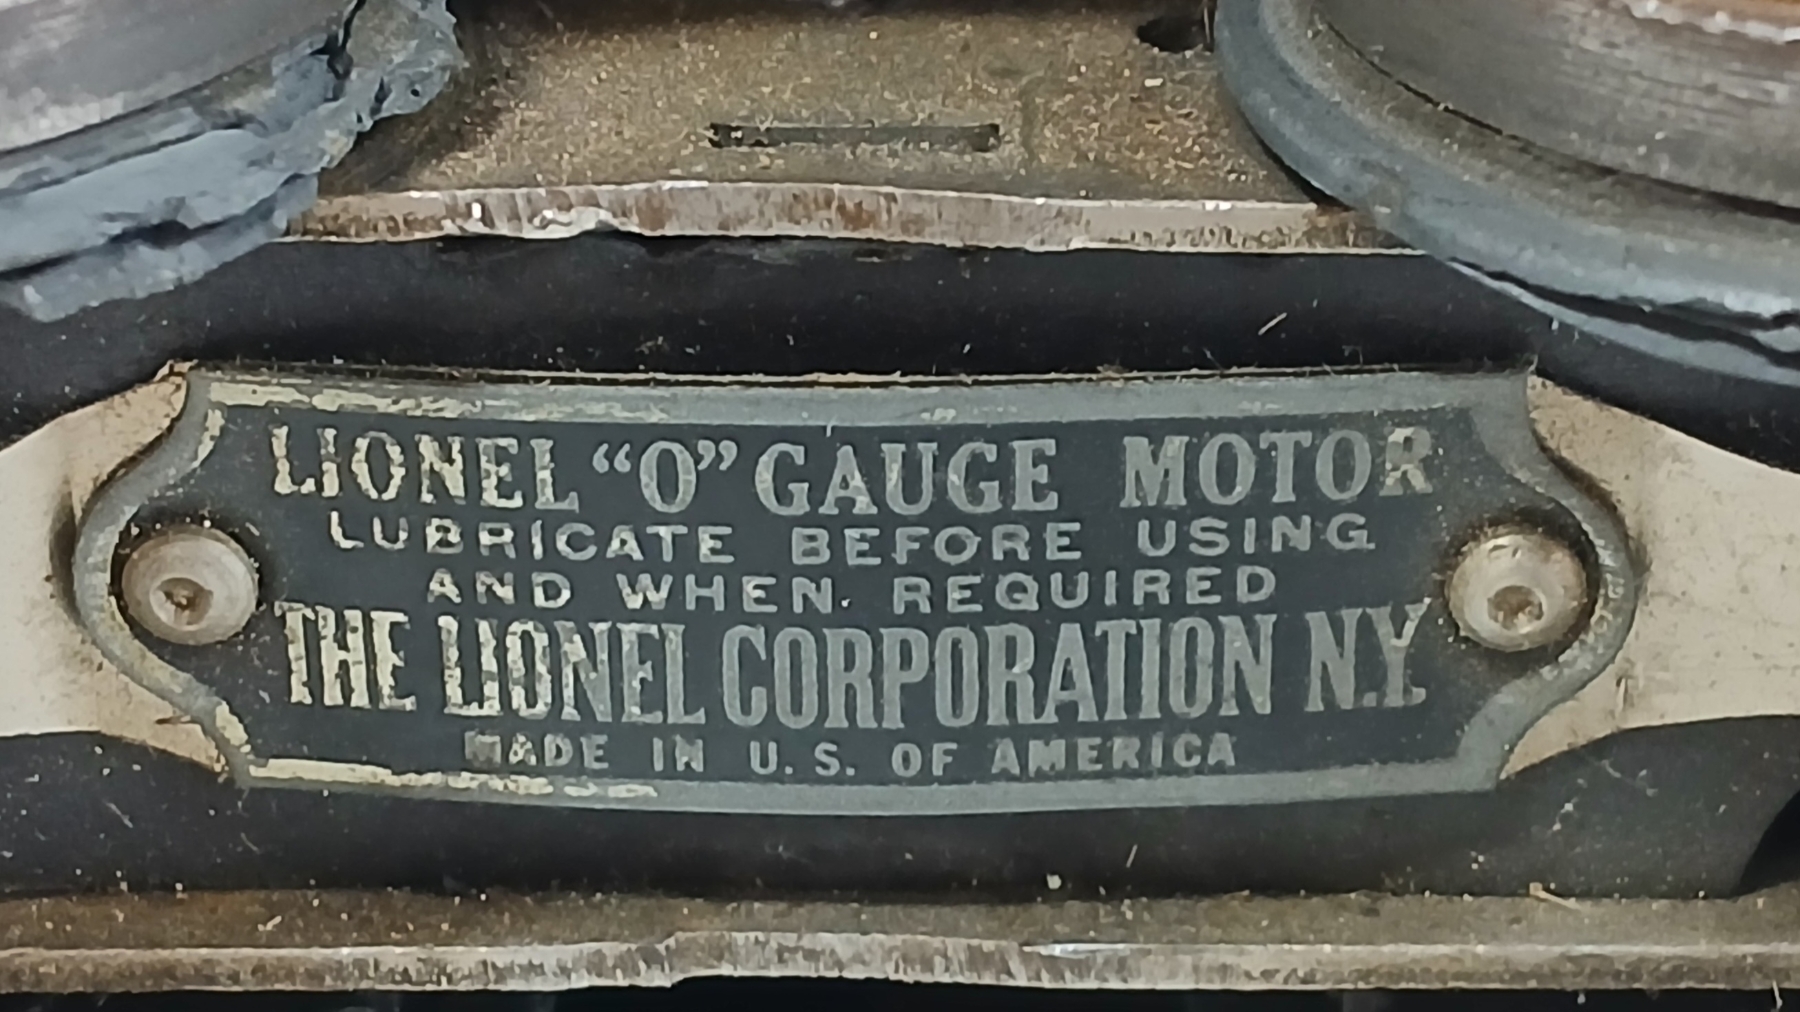 LIONEL “O” GAUGE MOTOR
LUBRICATE BEFORE USING
AND WHEN. REQUIRED
THE LIONEL CORPORATION N.Y.
MADE IN U.S. OF AMERICA